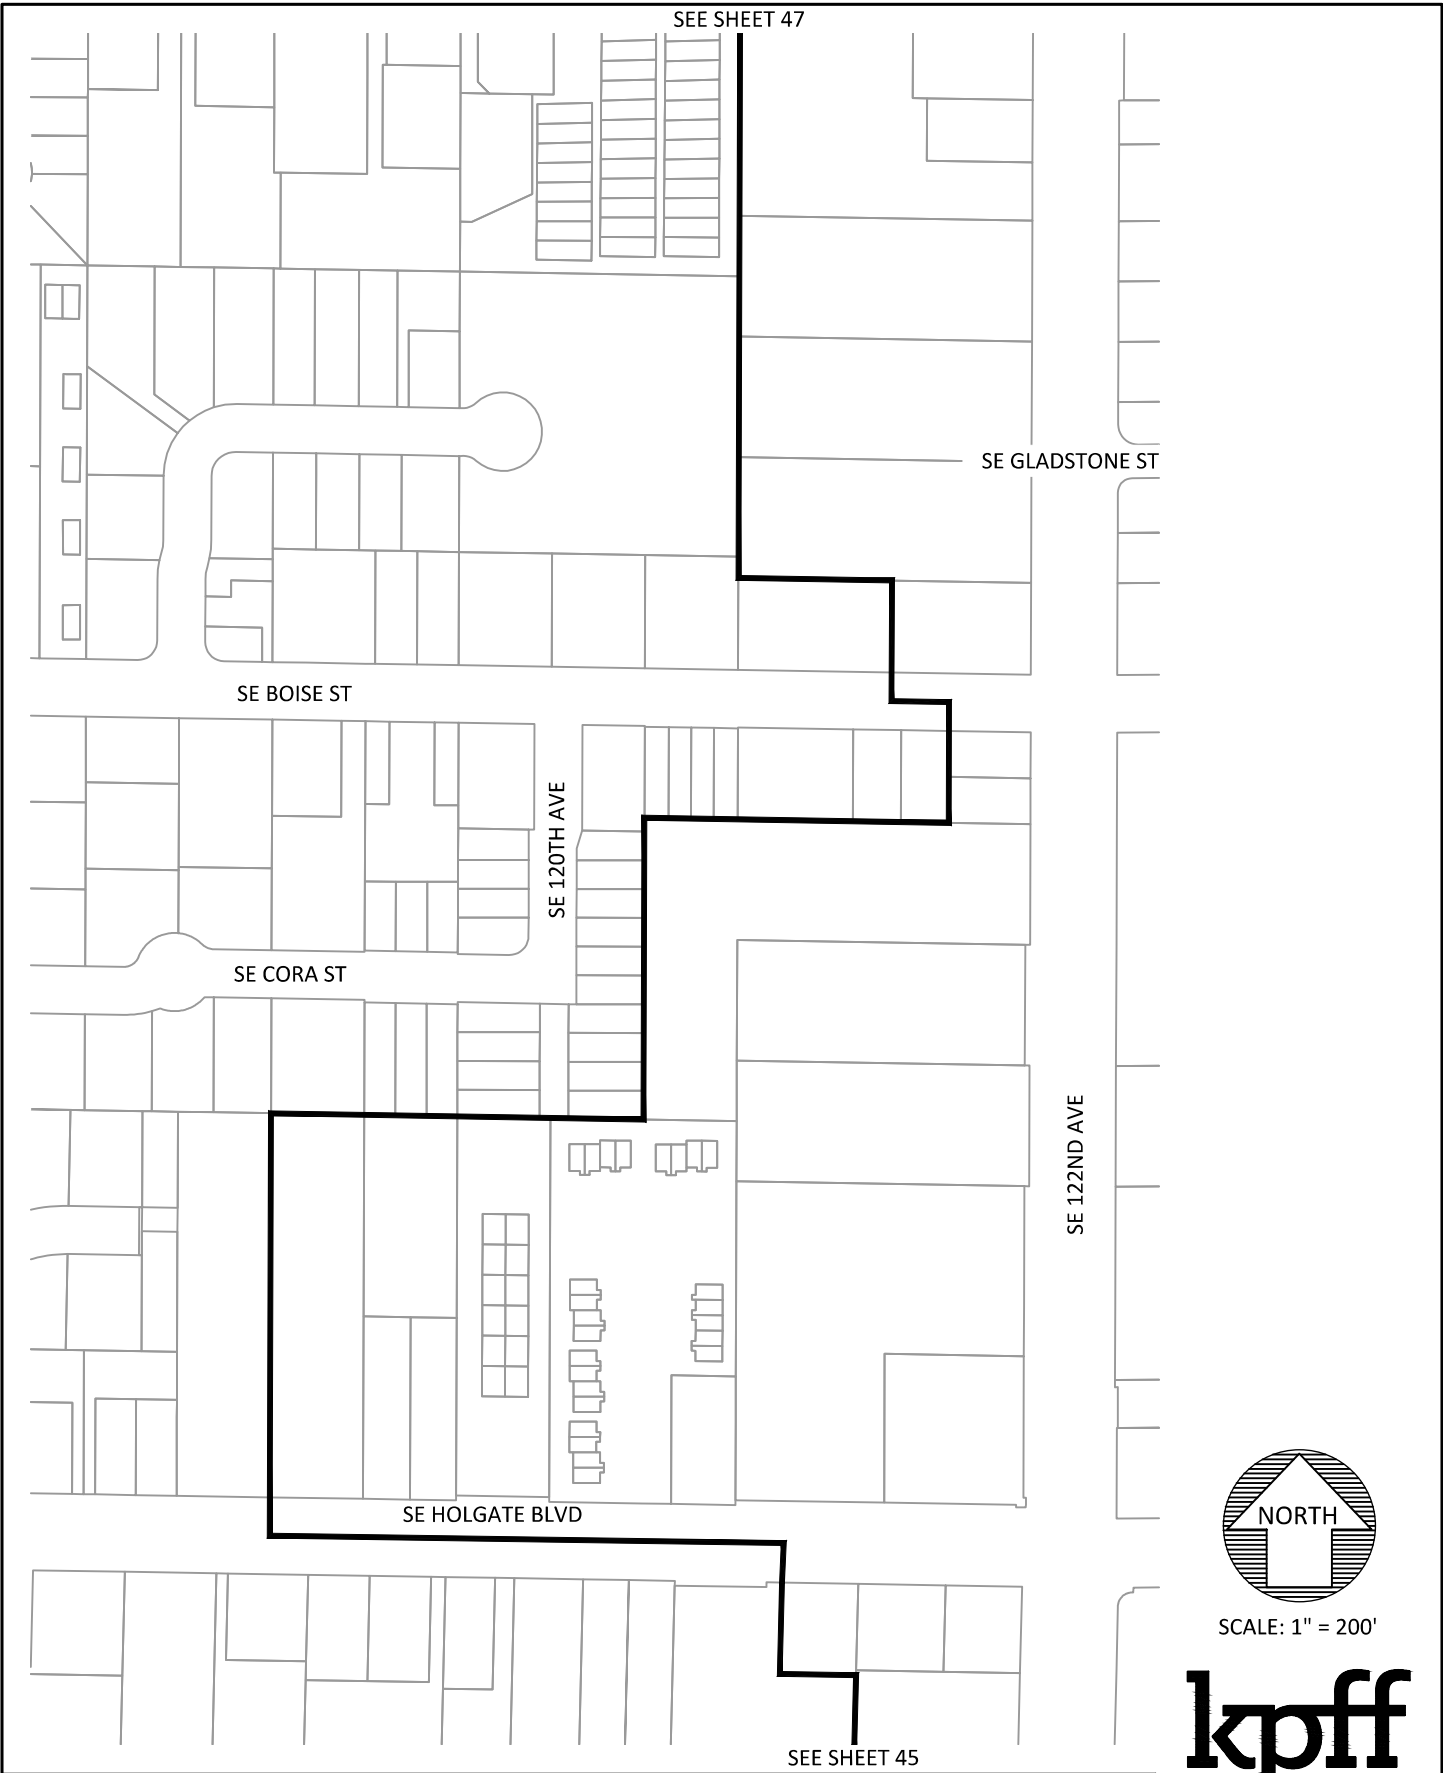 SEE SHEET 47
SE GLADSTONE ST
SE BOISE ST
SE 120TH AVE
SE CORA ST
SE 122ND AVE
SE HOLGATE BLVD
NORTH
SCALE: 1" = 200'
kpff
SEE SHEET 45